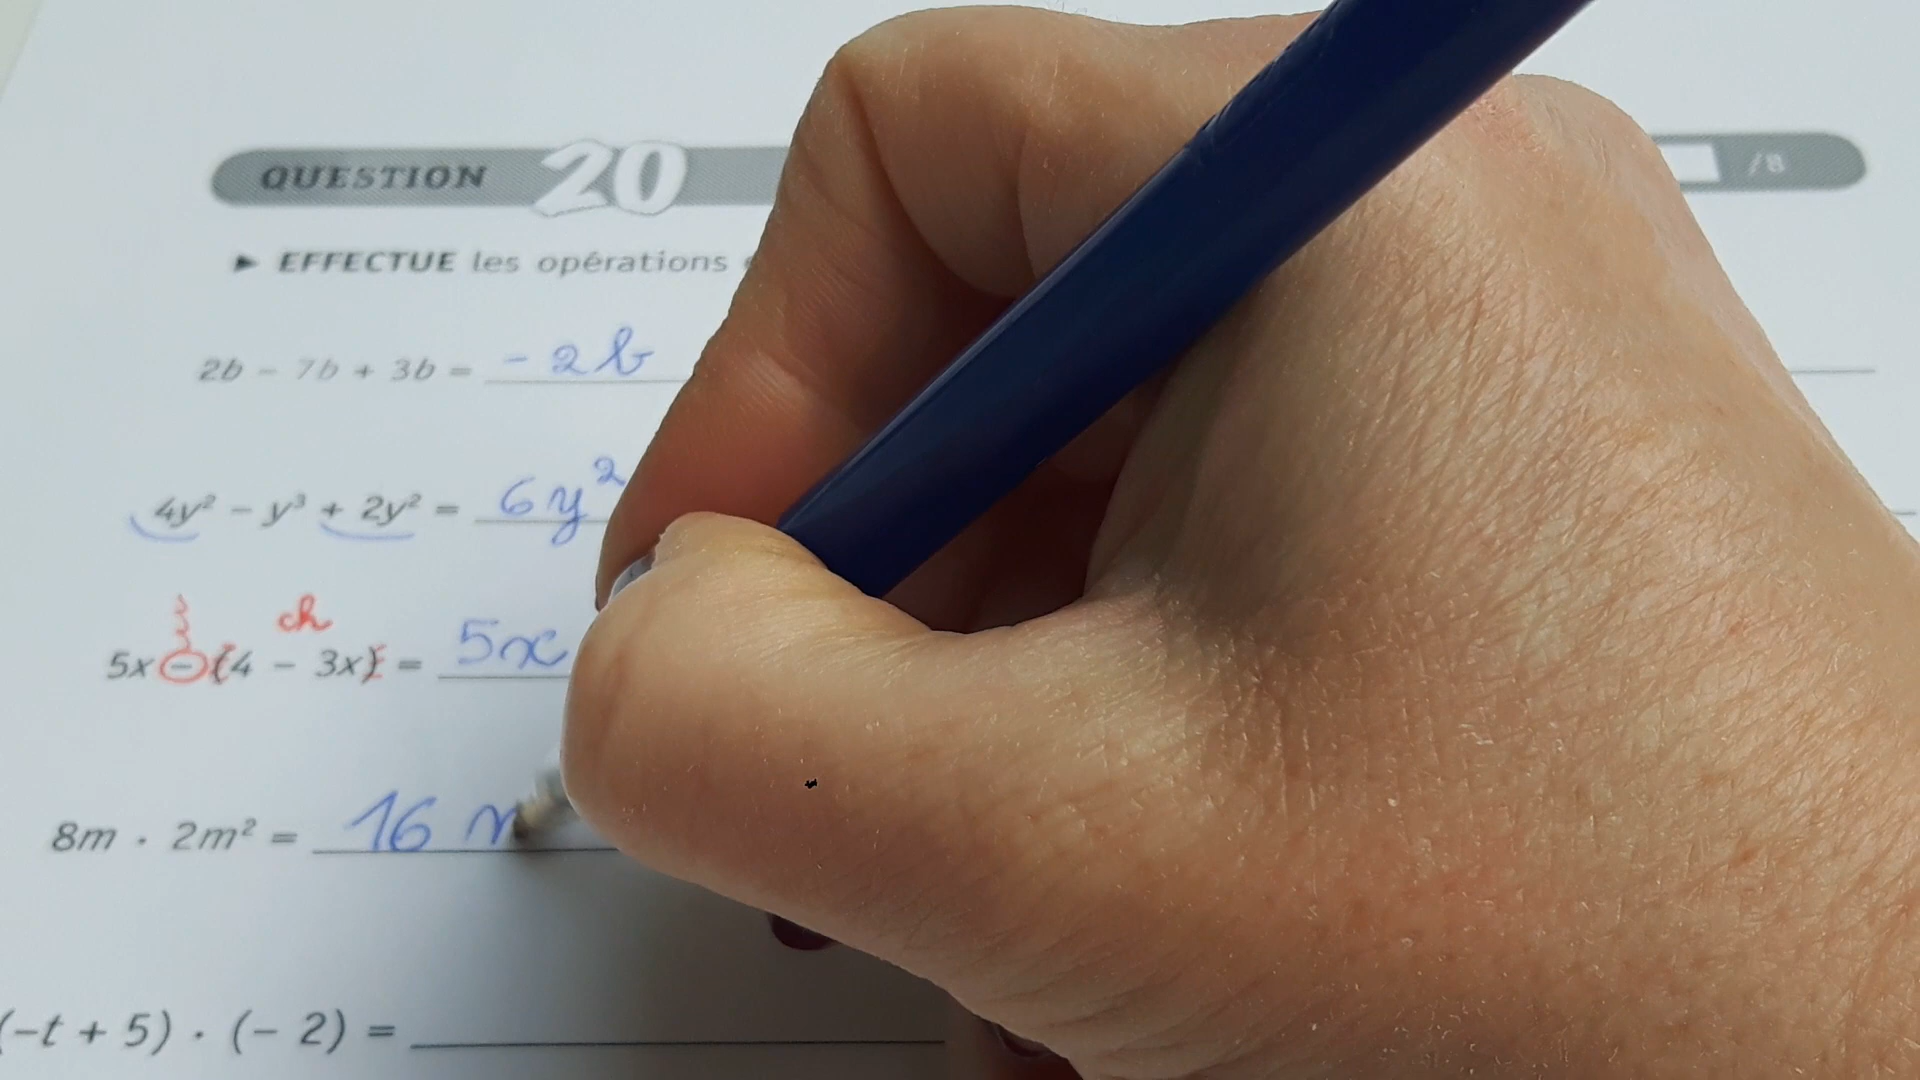 QUESTION 20 /8
► EFFECTUE les opérations
2b - 7b + 3b = - 2b
4y² - y³ + 2y² = 6y²
ch
5x - (4 - 3x) = 5x
8m · 2m² = 16 m
(-t + 5) · (- 2) =